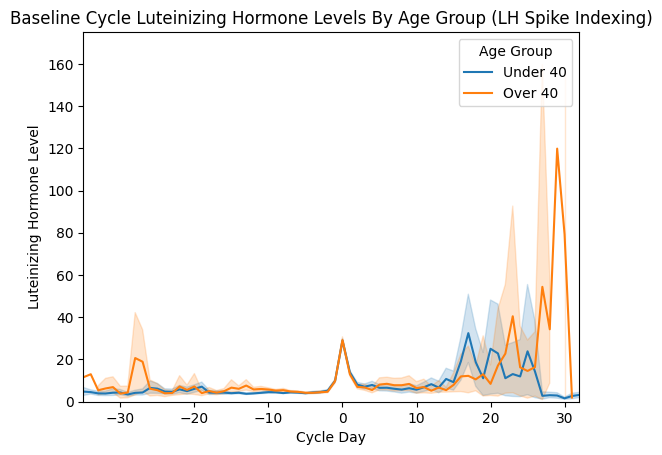 Baseline Cycle Luteinizing Hormone Levels By Age Group (LH Spike Indexing)
Age Group
Under 40
Over 40
160
140
120
100
80
60
40
20
0
Luteinizing Hormone Level
−30
−20
−10
0
10
20
30
Cycle Day